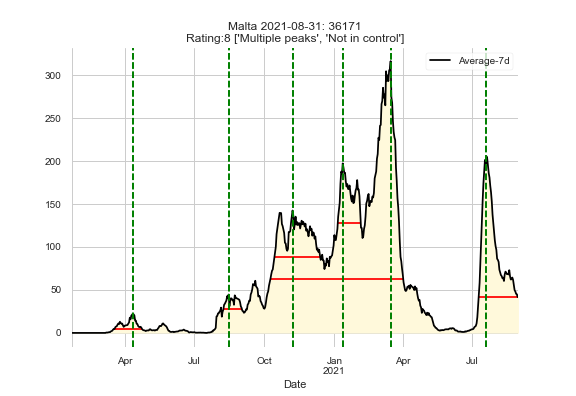 Malta 2021-08-31: 36171
Rating:8 ['Multiple peaks', 'Not in control']
Average-7d
300
250
200
150
100
50
0
Apr
Jul
Oct
Jan
2021
Apr
Jul
Date